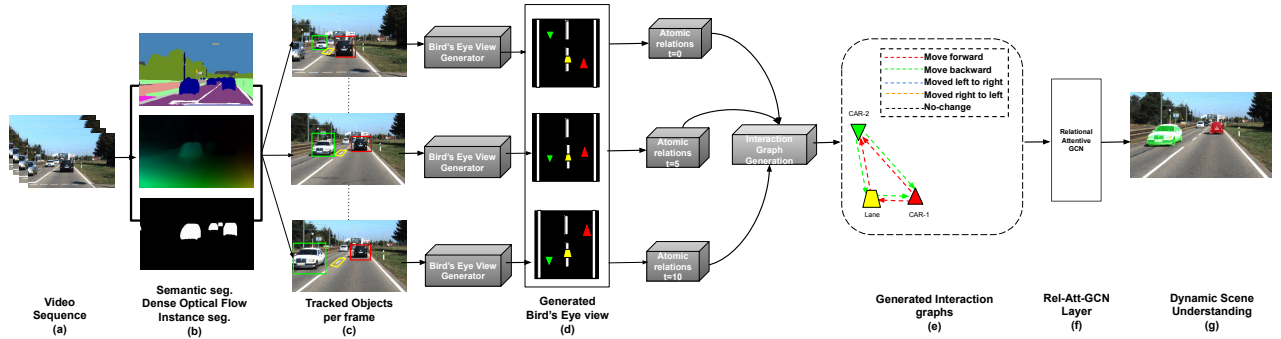 Bird's Eye View
Generator
Atomic
relations
t=0
Bird's Eye View
Generator
Atomic
relations
t=5
Bird's Eye View
Generator
Atomic
relations
t=10
Interaction
Graph
Generation
Move forward
Move backward
Moved left to right
Moved right to left
No-change
CAR-2
Lane
CAR-1
Relational
Attentive
GCN
Video
Sequence
(a)
Semantic seg.
Dense Optical Flow
Instance seg.
(b)
Tracked Objects
per frame
(c)
Generated
Bird's Eye view
(d)
Generated Interaction
graphs
(e)
Rel-Att-GCN
Layer
(f)
Dynamic Scene
Understanding
(g)